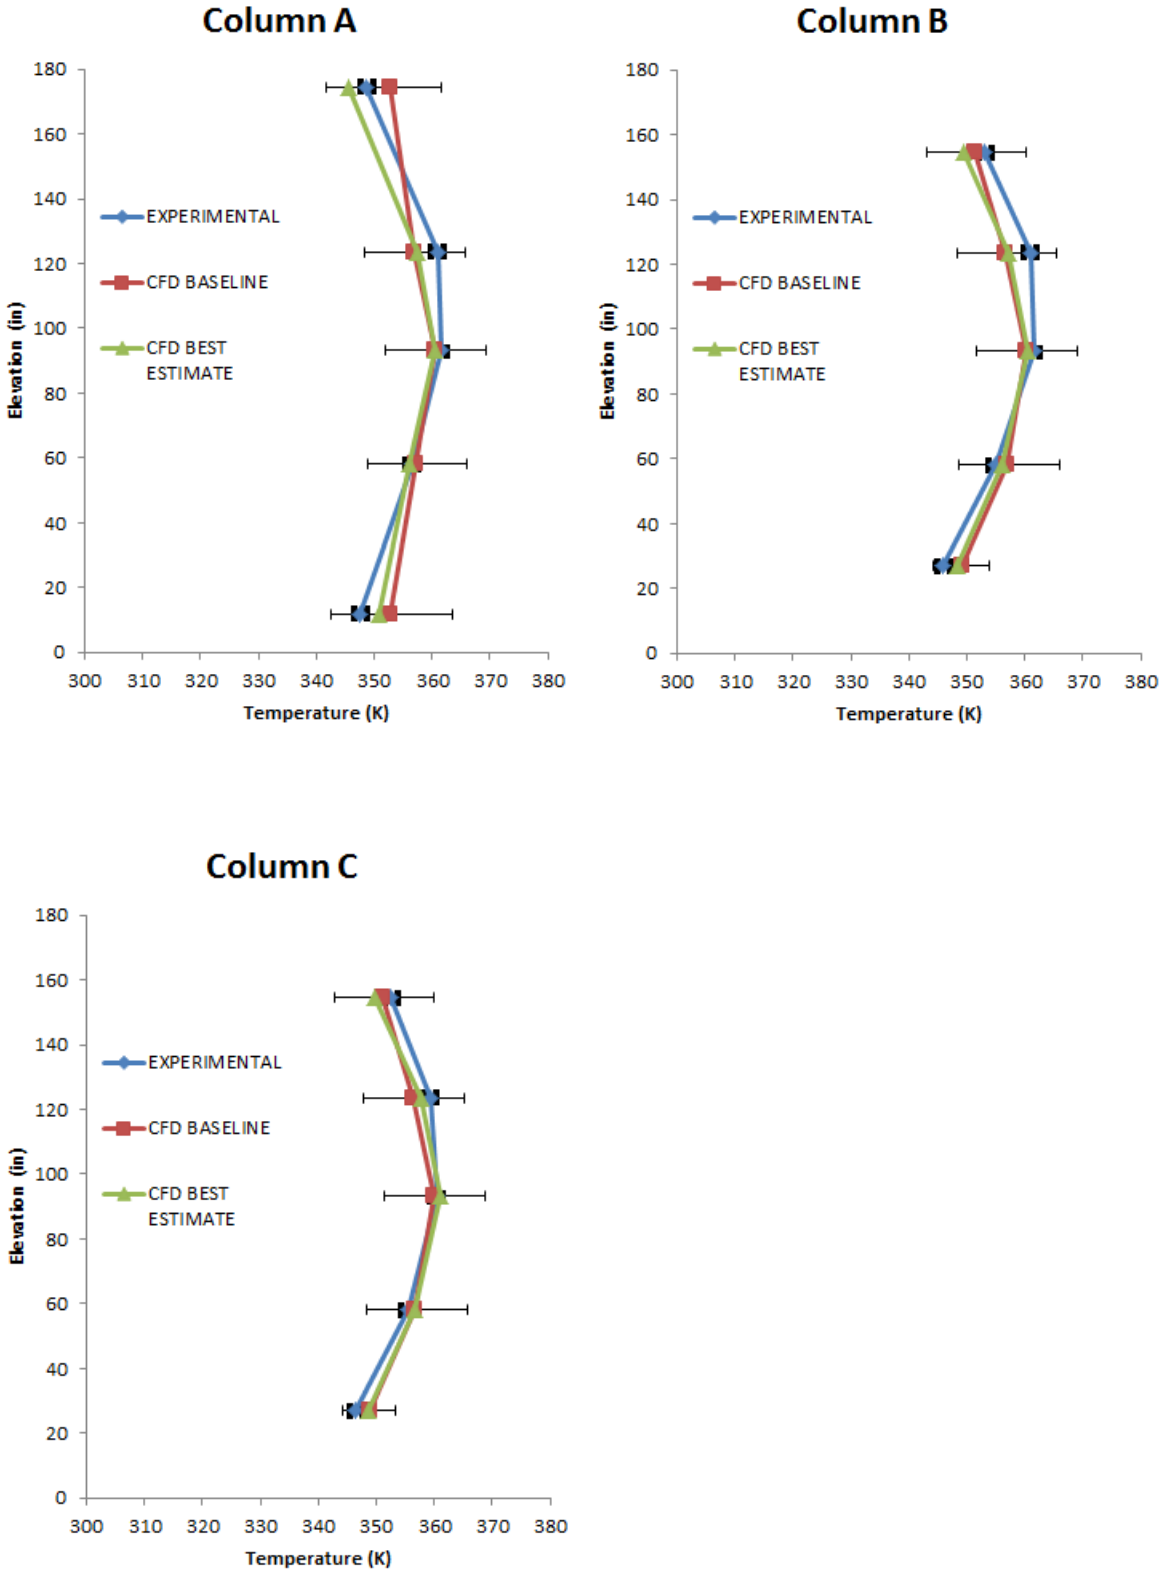 Column A
180
160
140
120
100
80
60
40
20
0
Elevation (in)
EXPERIMENTAL
CFD BASELINE
CFD BEST
ESTIMATE
300 310 320 330 340 350 360 370 380
Temperature (K)
Column B
180
160
140
120
100
80
60
40
20
0
Elevation (in)
EXPERIMENTAL
CFD BASELINE
CFD BEST
ESTIMATE
300 310 320 330 340 350 360 370 380
Temperature (K)
Column C
180
160
140
120
100
80
60
40
20
0
Elevation (in)
EXPERIMENTAL
CFD BASELINE
CFD BEST
ESTIMATE
300 310 320 330 340 350 360 370 380
Temperature (K)